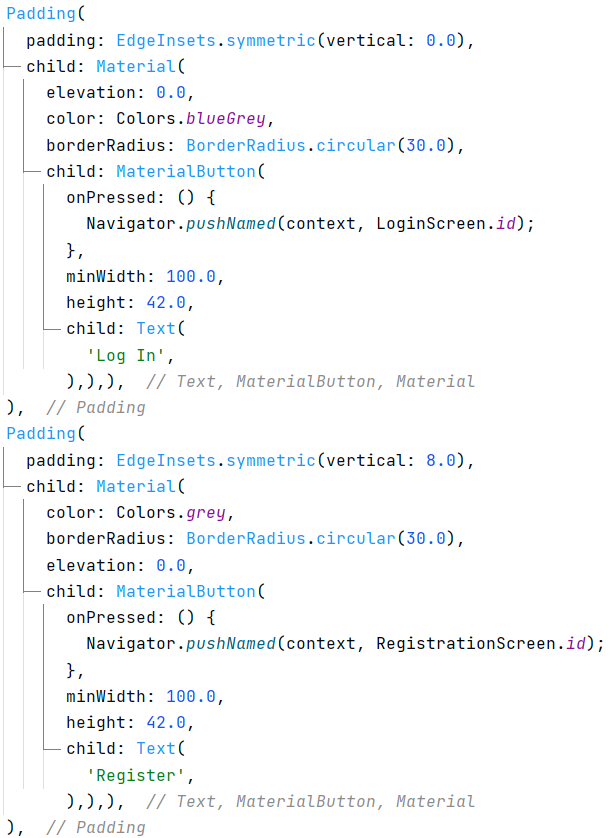 Padding(
  padding: EdgeInsets.symmetric(vertical: 0.0),
  child: Material(
    elevation: 0.0,
    color: Colors.blueGrey,
    borderRadius: BorderRadius.circular(30.0),
    child: MaterialButton(
      onPressed: () {
        Navigator.pushNamed(context, LoginScreen.id);
      },
      minWidth: 100.0,
      height: 42.0,
      child: Text(
        'Log In',
      ),),),  // Text, MaterialButton, Material
),  // Padding
Padding(
  padding: EdgeInsets.symmetric(vertical: 8.0),
  child: Material(
    color: Colors.grey,
    borderRadius: BorderRadius.circular(30.0),
    elevation: 0.0,
    child: MaterialButton(
      onPressed: () {
        Navigator.pushNamed(context, RegistrationScreen.id);
      },
      minWidth: 100.0,
      height: 42.0,
      child: Text(
        'Register',
      ),),),  // Text, MaterialButton, Material
),  // Padding